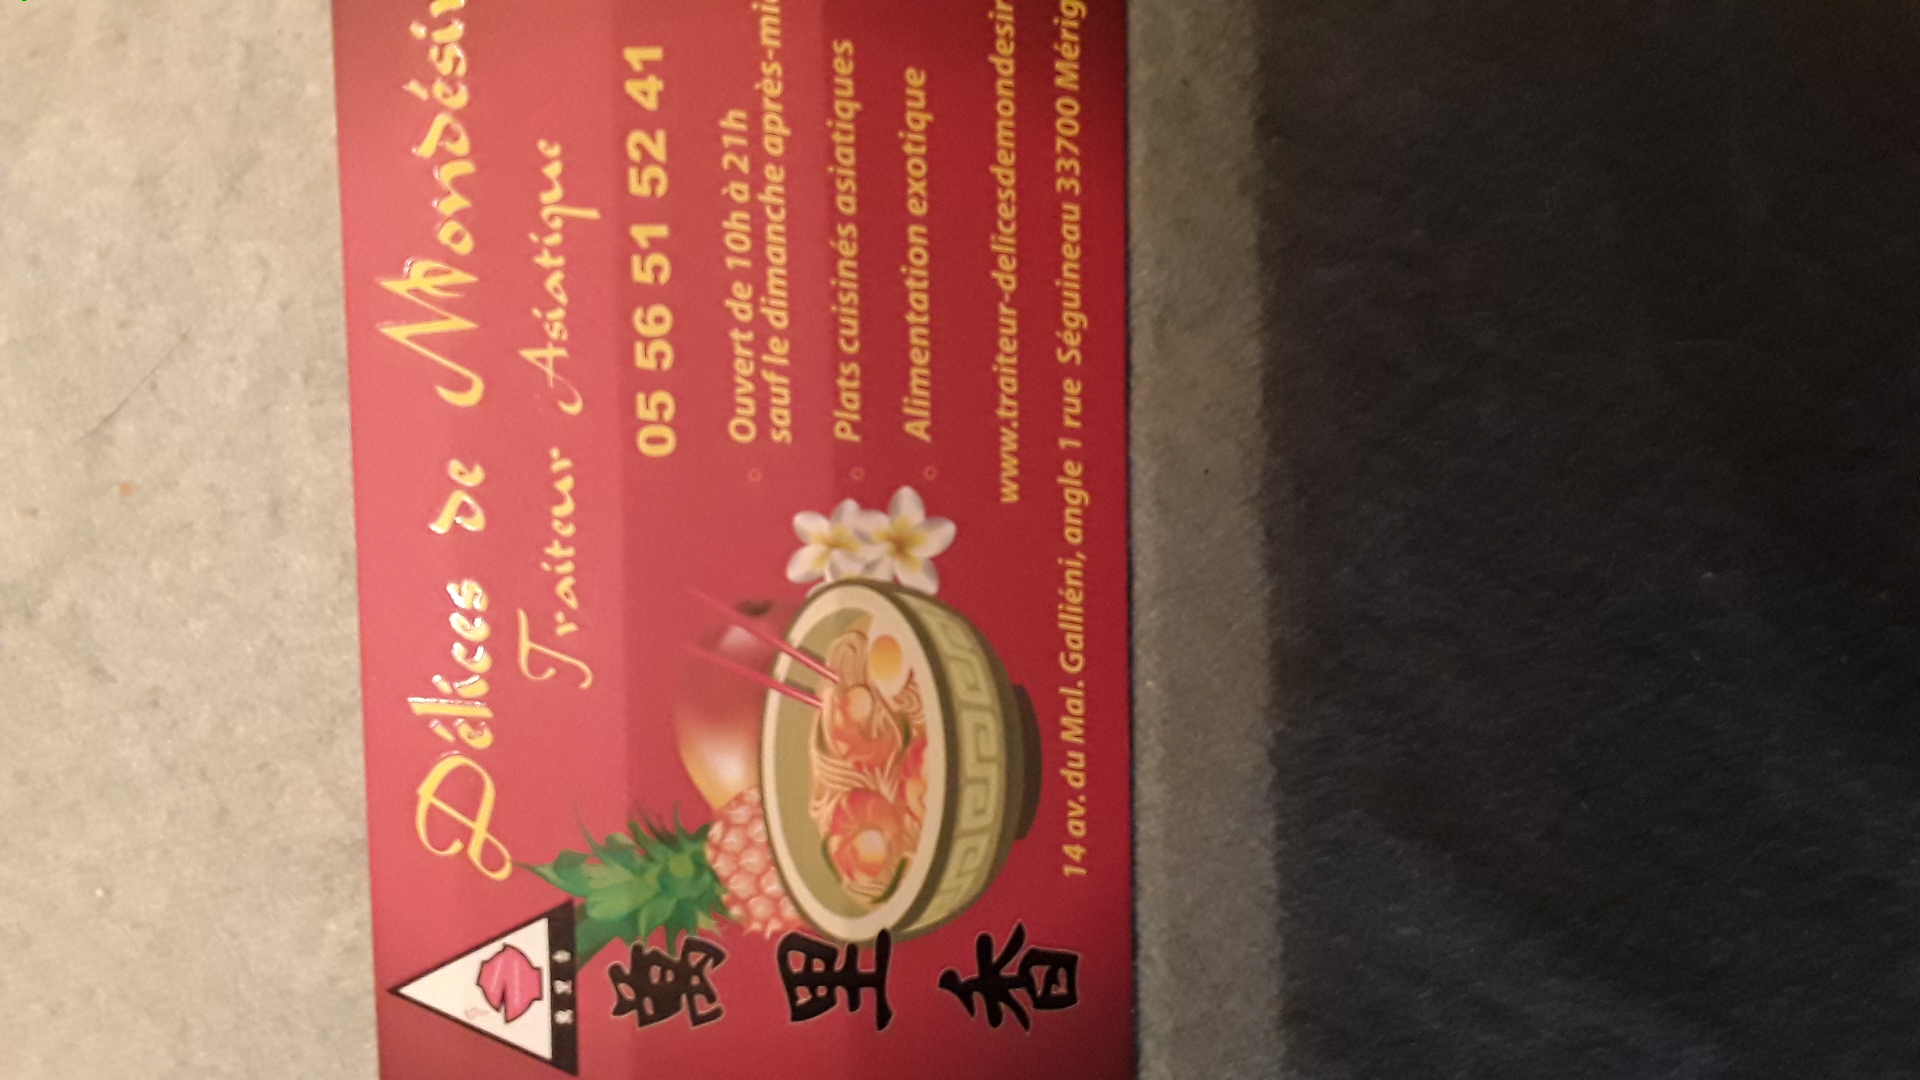 Délices de Mondési
Traiteur Asiatique
05 56 51 52 41
Ouvert de 10h à 21h
sauf le dimanche après-mi
Plats cuisinés asiatiques
Alimentation exotique
www.traiteur-delicesdemondesir
14 av. du Mal. Galliéni, angle 1 rue Séguineau 33700 Mérig
萬里香